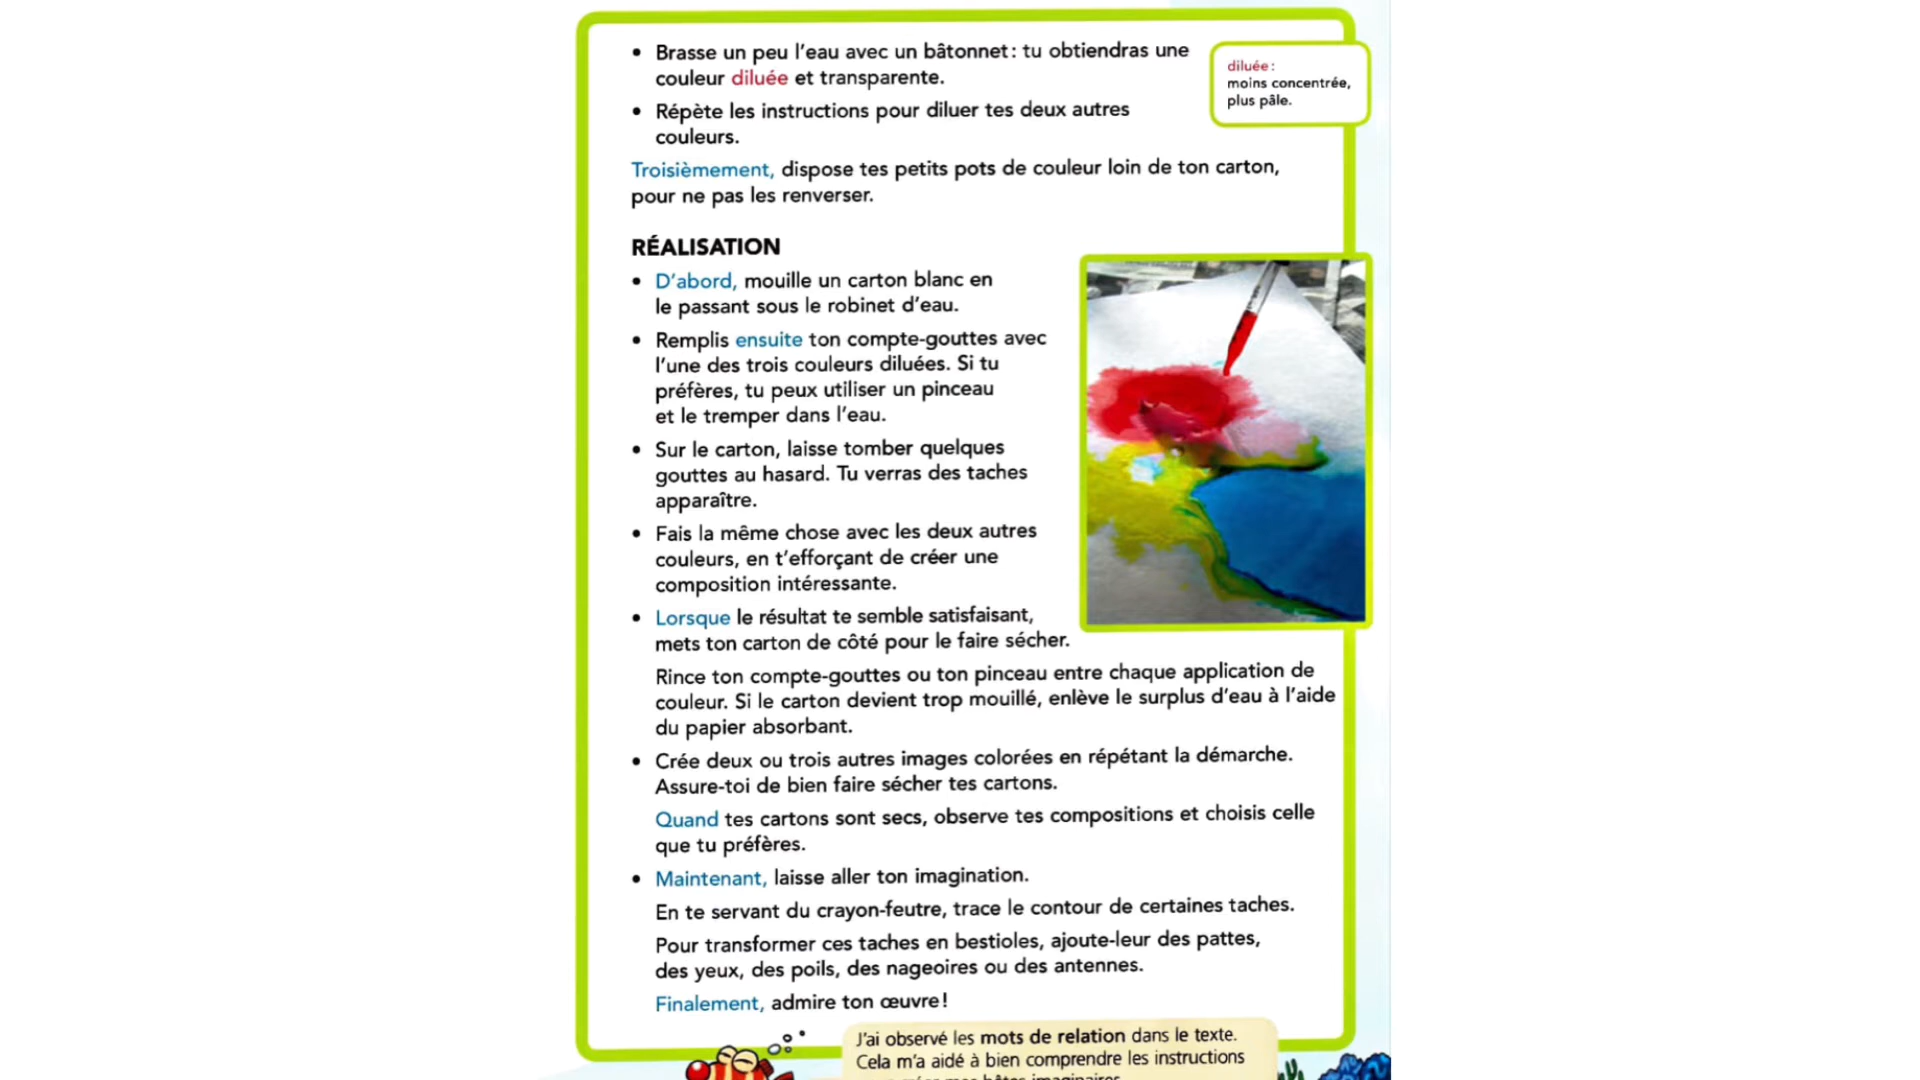 • Brasse un peu l'eau avec un bâtonnet : tu obtiendras une
couleur diluée et transparente.
diluée :
moins concentrée,
plus pâle.
• Répète les instructions pour diluer tes deux autres
couleurs.
Troisièmement, dispose tes petits pots de couleur loin de ton carton,
pour ne pas les renverser.
RÉALISATION
• D'abord, mouille un carton blanc en
le passant sous le robinet d'eau.
• Remplis ensuite ton compte-gouttes avec
l'une des trois couleurs diluées. Si tu
préfères, tu peux utiliser un pinceau
et le tremper dans l'eau.
• Sur le carton, laisse tomber quelques
gouttes au hasard. Tu verras des taches
apparaître.
• Fais la même chose avec les deux autres
couleurs, en t'efforçant de créer une
composition intéressante.
• Lorsque le résultat te semble satisfaisant,
mets ton carton de côté pour le faire sécher.
Rince ton compte-gouttes ou ton pinceau entre chaque application de
couleur. Si le carton devient trop mouillé, enlève le surplus d'eau à l'aide
du papier absorbant.
• Crée deux ou trois autres images colorées en répétant la démarche.
Assure-toi de bien faire sécher tes cartons.
Quand tes cartons sont secs, observe tes compositions et choisis celle
que tu préfères.
• Maintenant, laisse aller ton imagination.
En te servant du crayon-feutre, trace le contour de certaines taches.
Pour transformer ces taches en bestioles, ajoute-leur des pattes,
des yeux, des poils, des nageoires ou des antennes.
Finalement, admire ton œuvre !
J'ai observé les mots de relation dans le texte.
Cela m'a aidé à bien comprendre les instructions